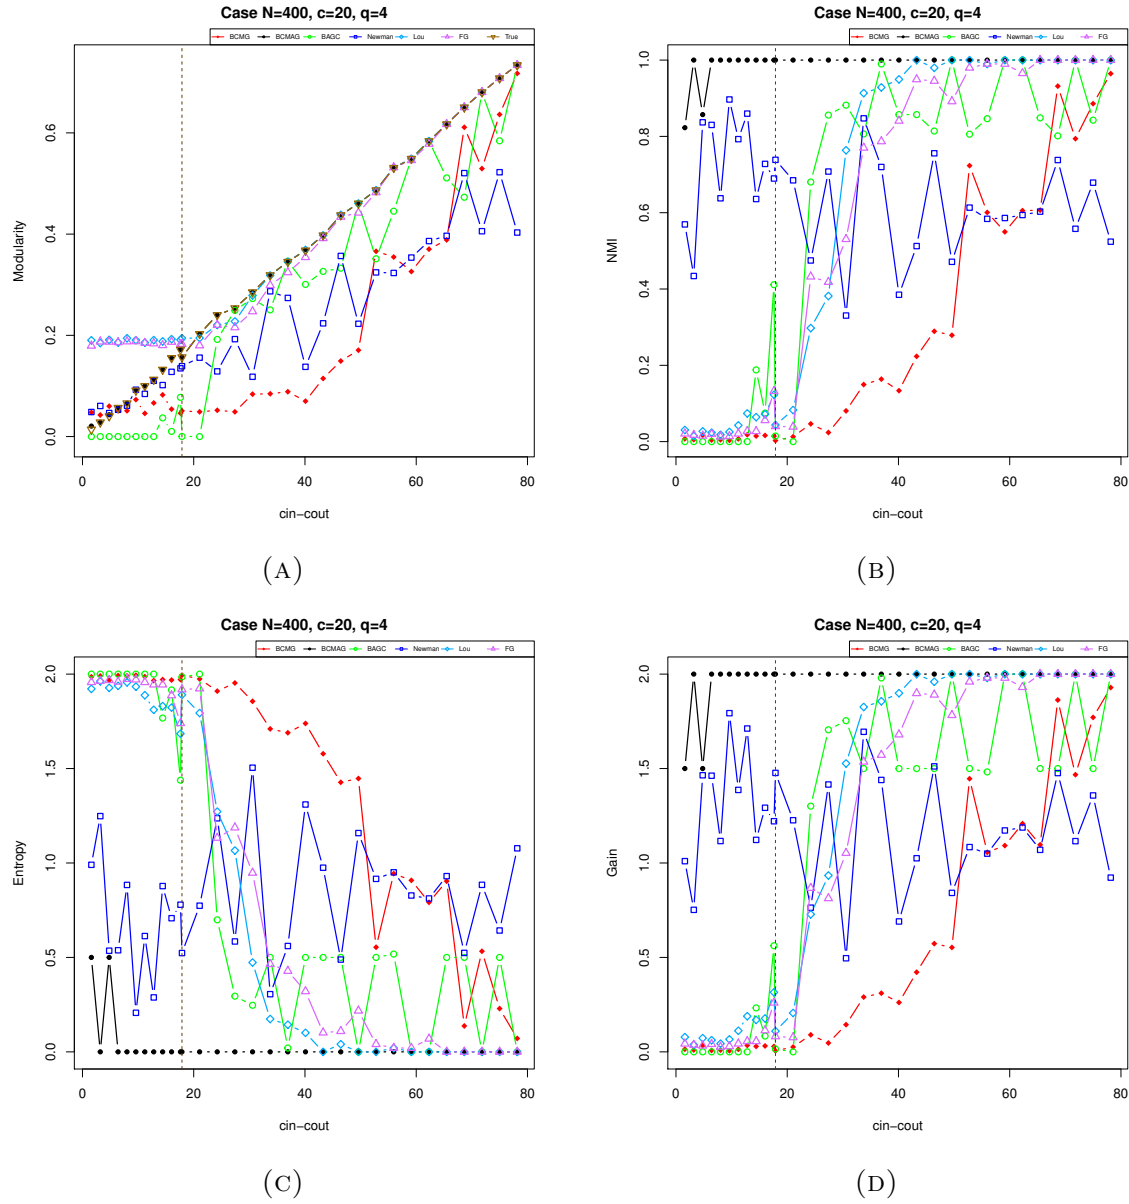 Case N=400, c=20, q=4
BCMG BCMAG BAGC Newman Lou FG True
Modularity
0.0 0.2 0.4 0.6
0 20 40 60 80
cin−cout
(A)
Case N=400, c=20, q=4
BCMG BCMAG BAGC Newman Lou FG
NMI
0.0 0.2 0.4 0.6 0.8 1.0
0 20 40 60 80
cin−cout
(B)
Case N=400, c=20, q=4
BCMG BCMAG BAGC Newman Lou FG
Entropy
0.0 0.5 1.0 1.5 2.0
0 20 40 60 80
cin−cout
(C)
Case N=400, c=20, q=4
BCMG BCMAG BAGC Newman Lou FG
Gain
0.0 0.5 1.0 1.5 2.0
0 20 40 60 80
cin−cout
(D)